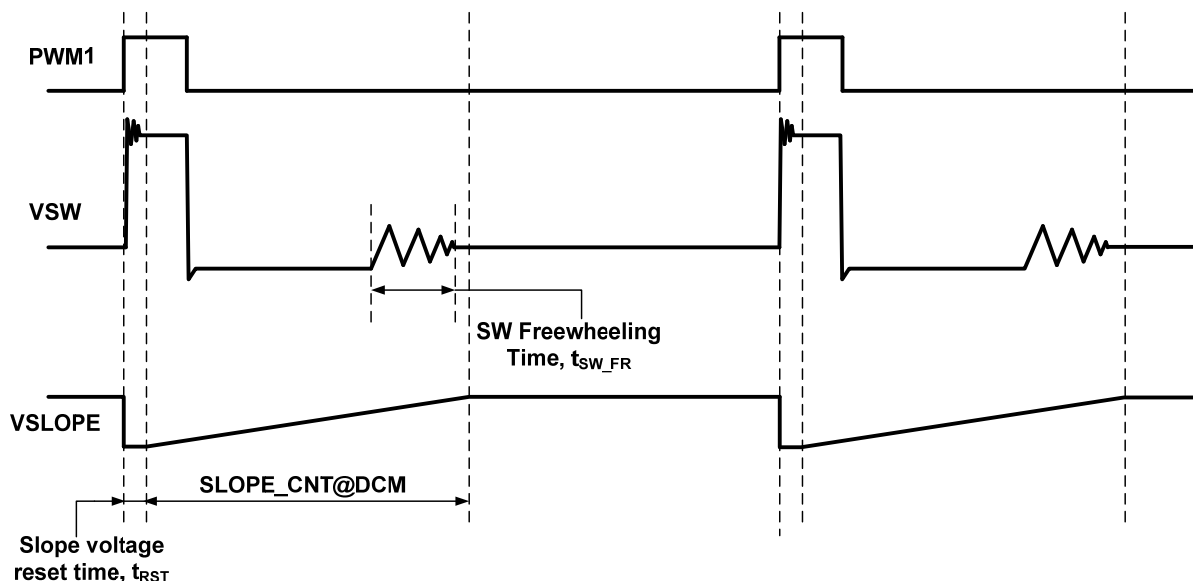 PWM1
VSW
SW Freewheeling
Time, tSW_FR
VSLOPE
SLOPE_CNT@DCM
Slope voltage
reset time, tRST